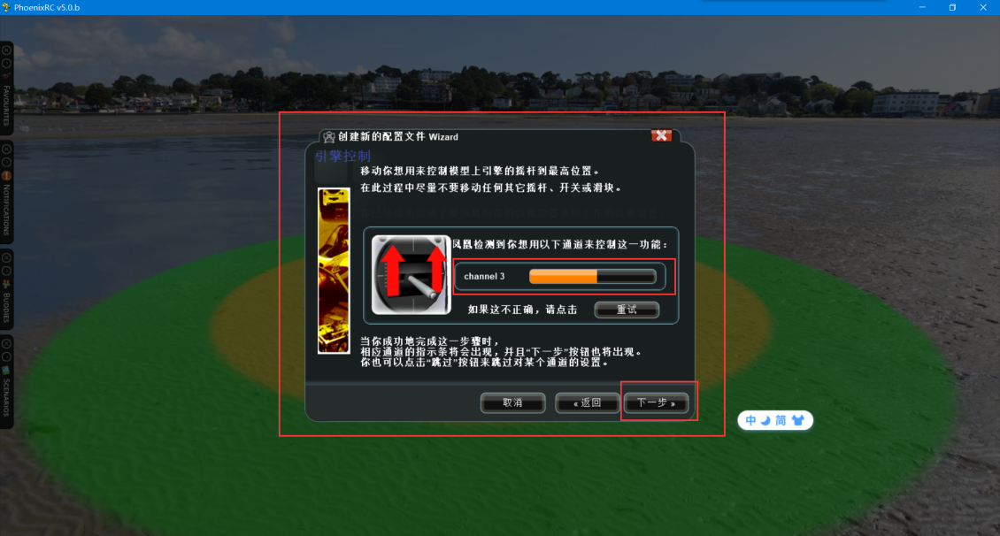 PhoenixRC v5.0.b
FAVOURITES
NOTIFICATIONS
BUDDIES
SCENARIOS
创建新的配置文件 Wizard
引擎控制
移动你想用来控制模型上引擎的摇杆到最高位置。
在此过程中尽量不要移动任何其它摇杆、开关或滑块。
凤凰检测到你想用以下通道来控制这一功能：
channel 3
如果这不正确，请点击
重试
当你成功地完成这一步骤时，
相应通道的指示条将会出现，并且“下一步”按钮也将出现。
你也可以点击“跳过”按钮来跳过对某个通道的设置。
取消
« 返回
下一步 »
中 简